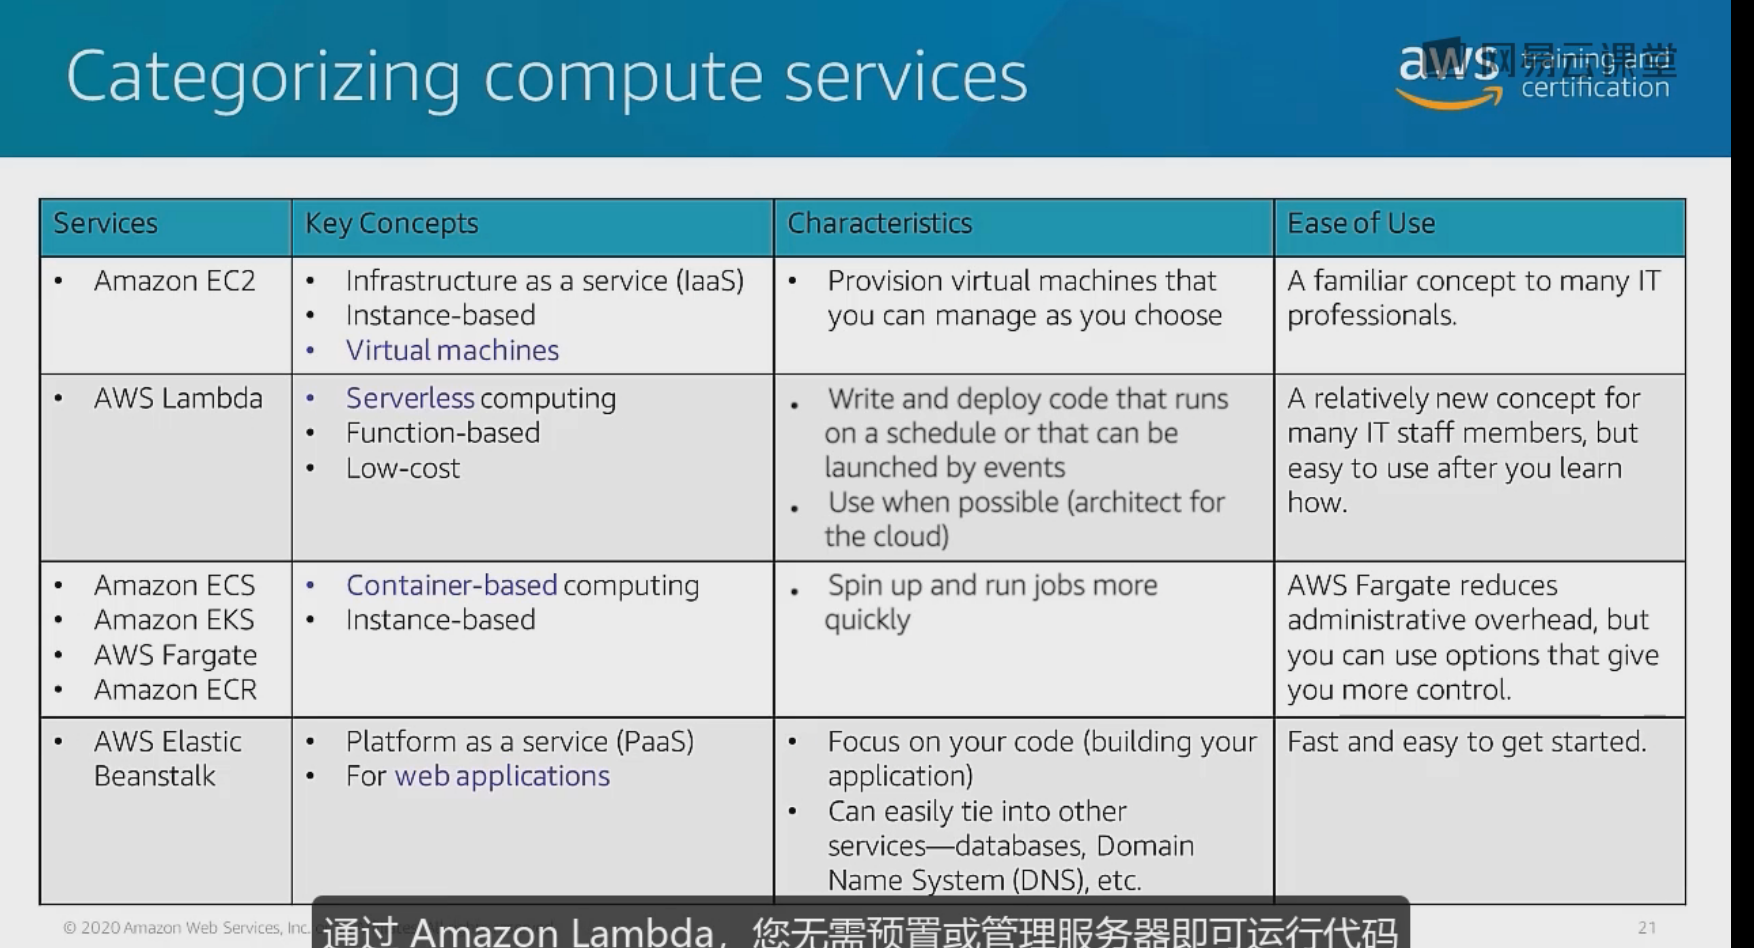 Categorizing compute services
aws training and certification
网易云课堂
Services
Key Concepts
Characteristics
Ease of Use
• Amazon EC2
• Infrastructure as a service (IaaS)
• Instance-based
• Virtual machines
• Provision virtual machines that
you can manage as you choose
A familiar concept to many IT
professionals.
• AWS Lambda
• Serverless computing
• Function-based
• Low-cost
• Write and deploy code that runs
on a schedule or that can be
launched by events
• Use when possible (architect for
the cloud)
A relatively new concept for
many IT staff members, but
easy to use after you learn
how.
• Amazon ECS
• Amazon EKS
• AWS Fargate
• Amazon ECR
• Container-based computing
• Instance-based
• Spin up and run jobs more
quickly
AWS Fargate reduces
administrative overhead, but
you can use options that give
you more control.
• AWS Elastic
Beanstalk
• Platform as a service (PaaS)
• For web applications
• Focus on your code (building your
application)
• Can easily tie into other
services—databases, Domain
Name System (DNS), etc.
Fast and easy to get started.
© 2020 Amazon Web Services, Inc.
21
通过 Amazon Lambda，您无需预置或管理服务器即可运行代码